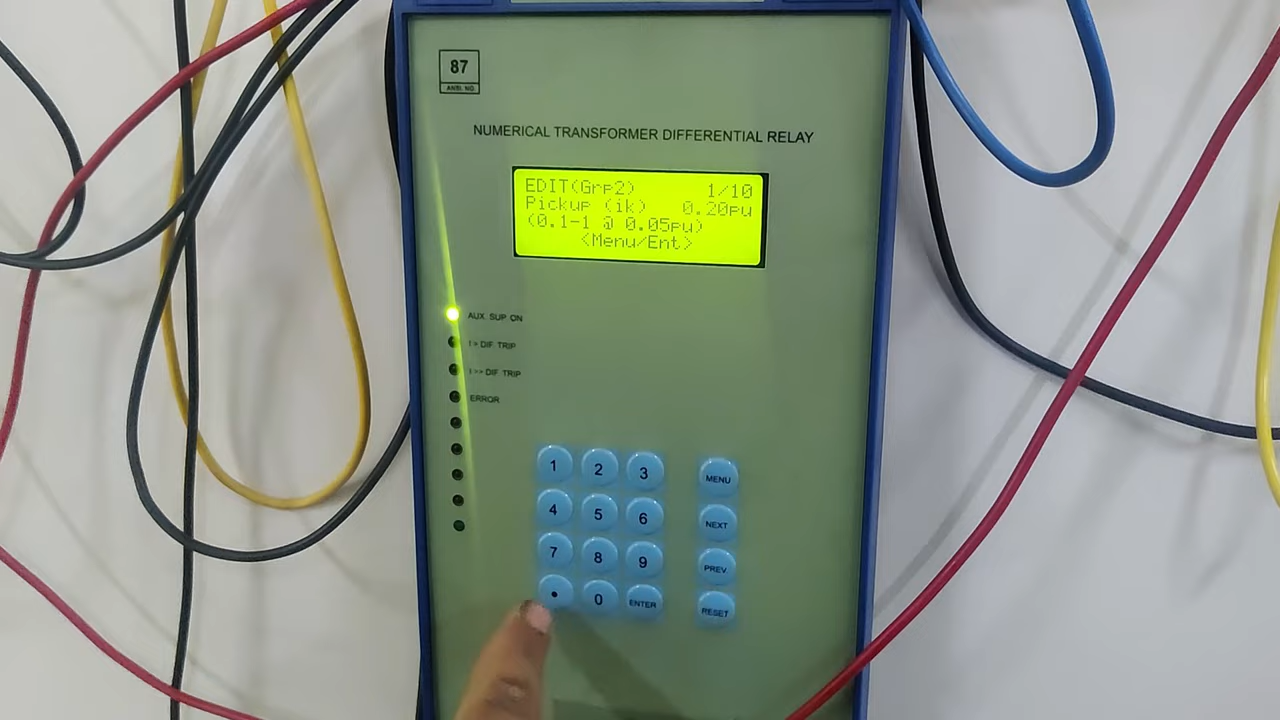 87
ANSI NO.
NUMERICAL TRANSFORMER DIFFERENTIAL RELAY
EDIT(Grp2) 1/10
Pickup (ik) 0.20pu
(0.1-1 @ 0.05pu)
<Menu/Ent>
AUX. SUP ON
I > DIF TRIP
I >> DIF TRIP
ERROR
1 2 3 MENU
4 5 6 NEXT
7 8 9 PREV
• 0 ENTER RESET